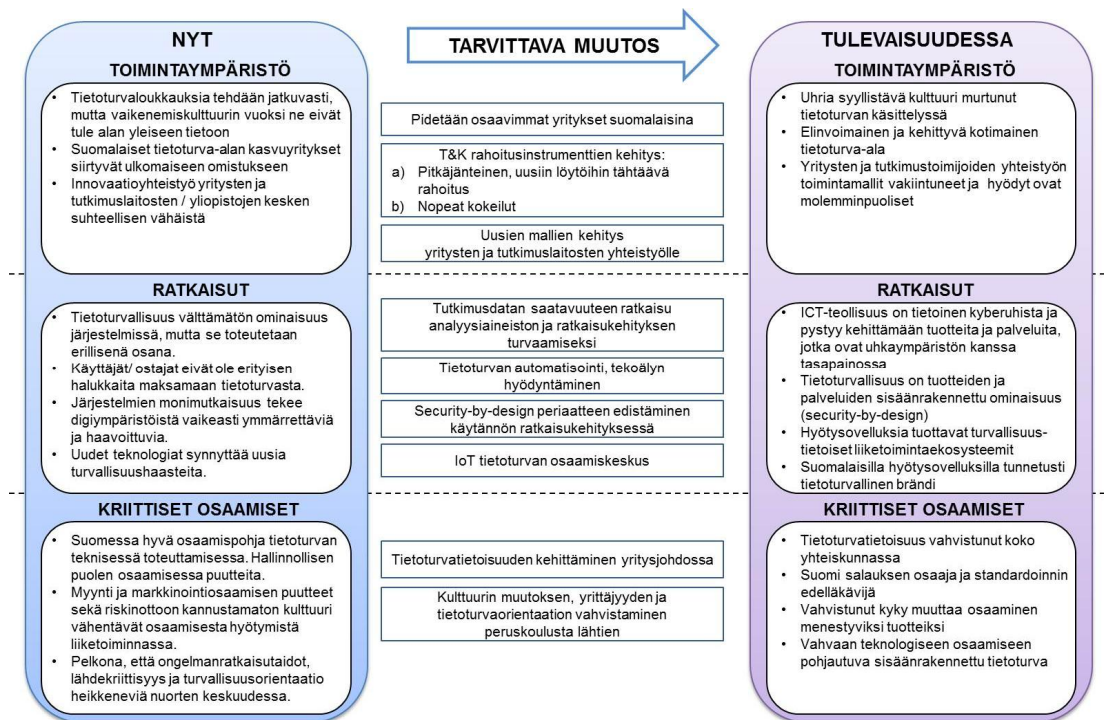 NYT
TOIMINTAYMPÄRISTÖ
• Tietoturvaloukkauksia tehdään jatkuvasti,
mutta vaikenemiskulttuurin vuoksi ne eivät
tule alan yleiseen tietoon
• Suomalaiset tietoturva-alan kasvuyritykset
siirtyvät ulkomaiseen omistukseen
• Innovaatioyhteistyö yritysten ja
tutkimuslaitosten / yliopistojen kesken
suhteellisen vähäistä
RATKAISUT
• Tietoturvallisuus välttämätön ominaisuus
järjestelmissä, mutta se toteutetaan
erillisenä osana.
• Käyttäjät/ ostajat eivät ole erityisen
halukkaita maksamaan tietoturvasta.
• Järjestelmien monimutkaisuus tekee
digiympäristöistä vaikeasti ymmärrettäviä
ja haavoittuvia.
• Uudet teknologiat synnyttää uusia
turvallisuushaasteita.
KRIITTISET OSAAMISET
• Suomessa hyvä osaamispohja tietoturvan
teknisessä toteuttamisessa. Hallinnollisen
puolen osaamisessa puutteita.
• Myynti ja markkinointiosaamisen puutteet
sekä riskinottoon kannustamaton kulttuuri
vähentävät osaamisesta hyötymistä
liiketoiminnassa.
• Pelkona, että ongelmanratkaisutaidot,
lähdekriittisyys ja turvallisuusorientaatio
heikkeneviä nuorten keskuudessa.
TARVITTAVA MUUTOS
Pidetään osaavimmat yritykset suomalaisina
T&K rahoitusinstrumenttien kehitys:
a) Pitkäjänteinen, uusiin löytöihin tähtäävä
rahoitus
b) Nopeat kokeilut
Uusien mallien kehitys
yritysten ja tutkimuslaitosten yhteistyölle
Tutkimusdatan saatavuuteen ratkaisu
analyysiaineiston ja ratkaisukehityksen
turvaamiseksi
Tietoturvan automatisointi, tekoälyn
hyödyntäminen
Security-by-design periaatteen edistäminen
käytännön ratkaisukehityksessä
IoT tietoturvan osaamiskeskus
Tietoturvatietoisuuden kehittäminen yritysjohdossa
Kulttuurin muutoksen, yrittäjyyden ja
tietoturvaorientaation vahvistaminen
peruskoulusta lähtien
TULEVAISUUDESSA
TOIMINTAYMPÄRISTÖ
• Uhria syyllistävä kulttuuri murtunut
tietoturvan käsittelyssä
• Elinvoimainen ja kehittyvä kotimainen
tietoturva-ala
• Yritysten ja tutkimustoimijoiden yhteistyön
toimintamallit vakiintuneet ja hyödyt ovat
molemminpuoliset
RATKAISUT
• ICT-teollisuus on tietoinen kyberuhista ja
pystyy kehittämään tuotteita ja palveluita,
jotka ovat uhkaympäristön kanssa
tasapainossa
• Tietoturvallisuus on tuotteiden ja
palveluiden sisäänrakennettu ominaisuus
(security-by-design)
• Hyötysovelluksia tuottavat turvallisuus-
tietoiset liiketoimintaekosysteemit
• Suomalaisilla hyötysovelluksilla tunnetusti
tietoturvallinen brändi
KRIITTISET OSAAMISET
• Tietoturvatietoisuus vahvistunut koko
yhteiskunnassa
• Suomi salauksen osaaja ja standardoinnin
edelläkävijä
• Vahvistunut kyky muuttaa osaaminen
menestyviksi tuotteiksi
• Vahvaan teknologiseen osaamiseen
pohjautuva sisäänrakennettu tietoturva